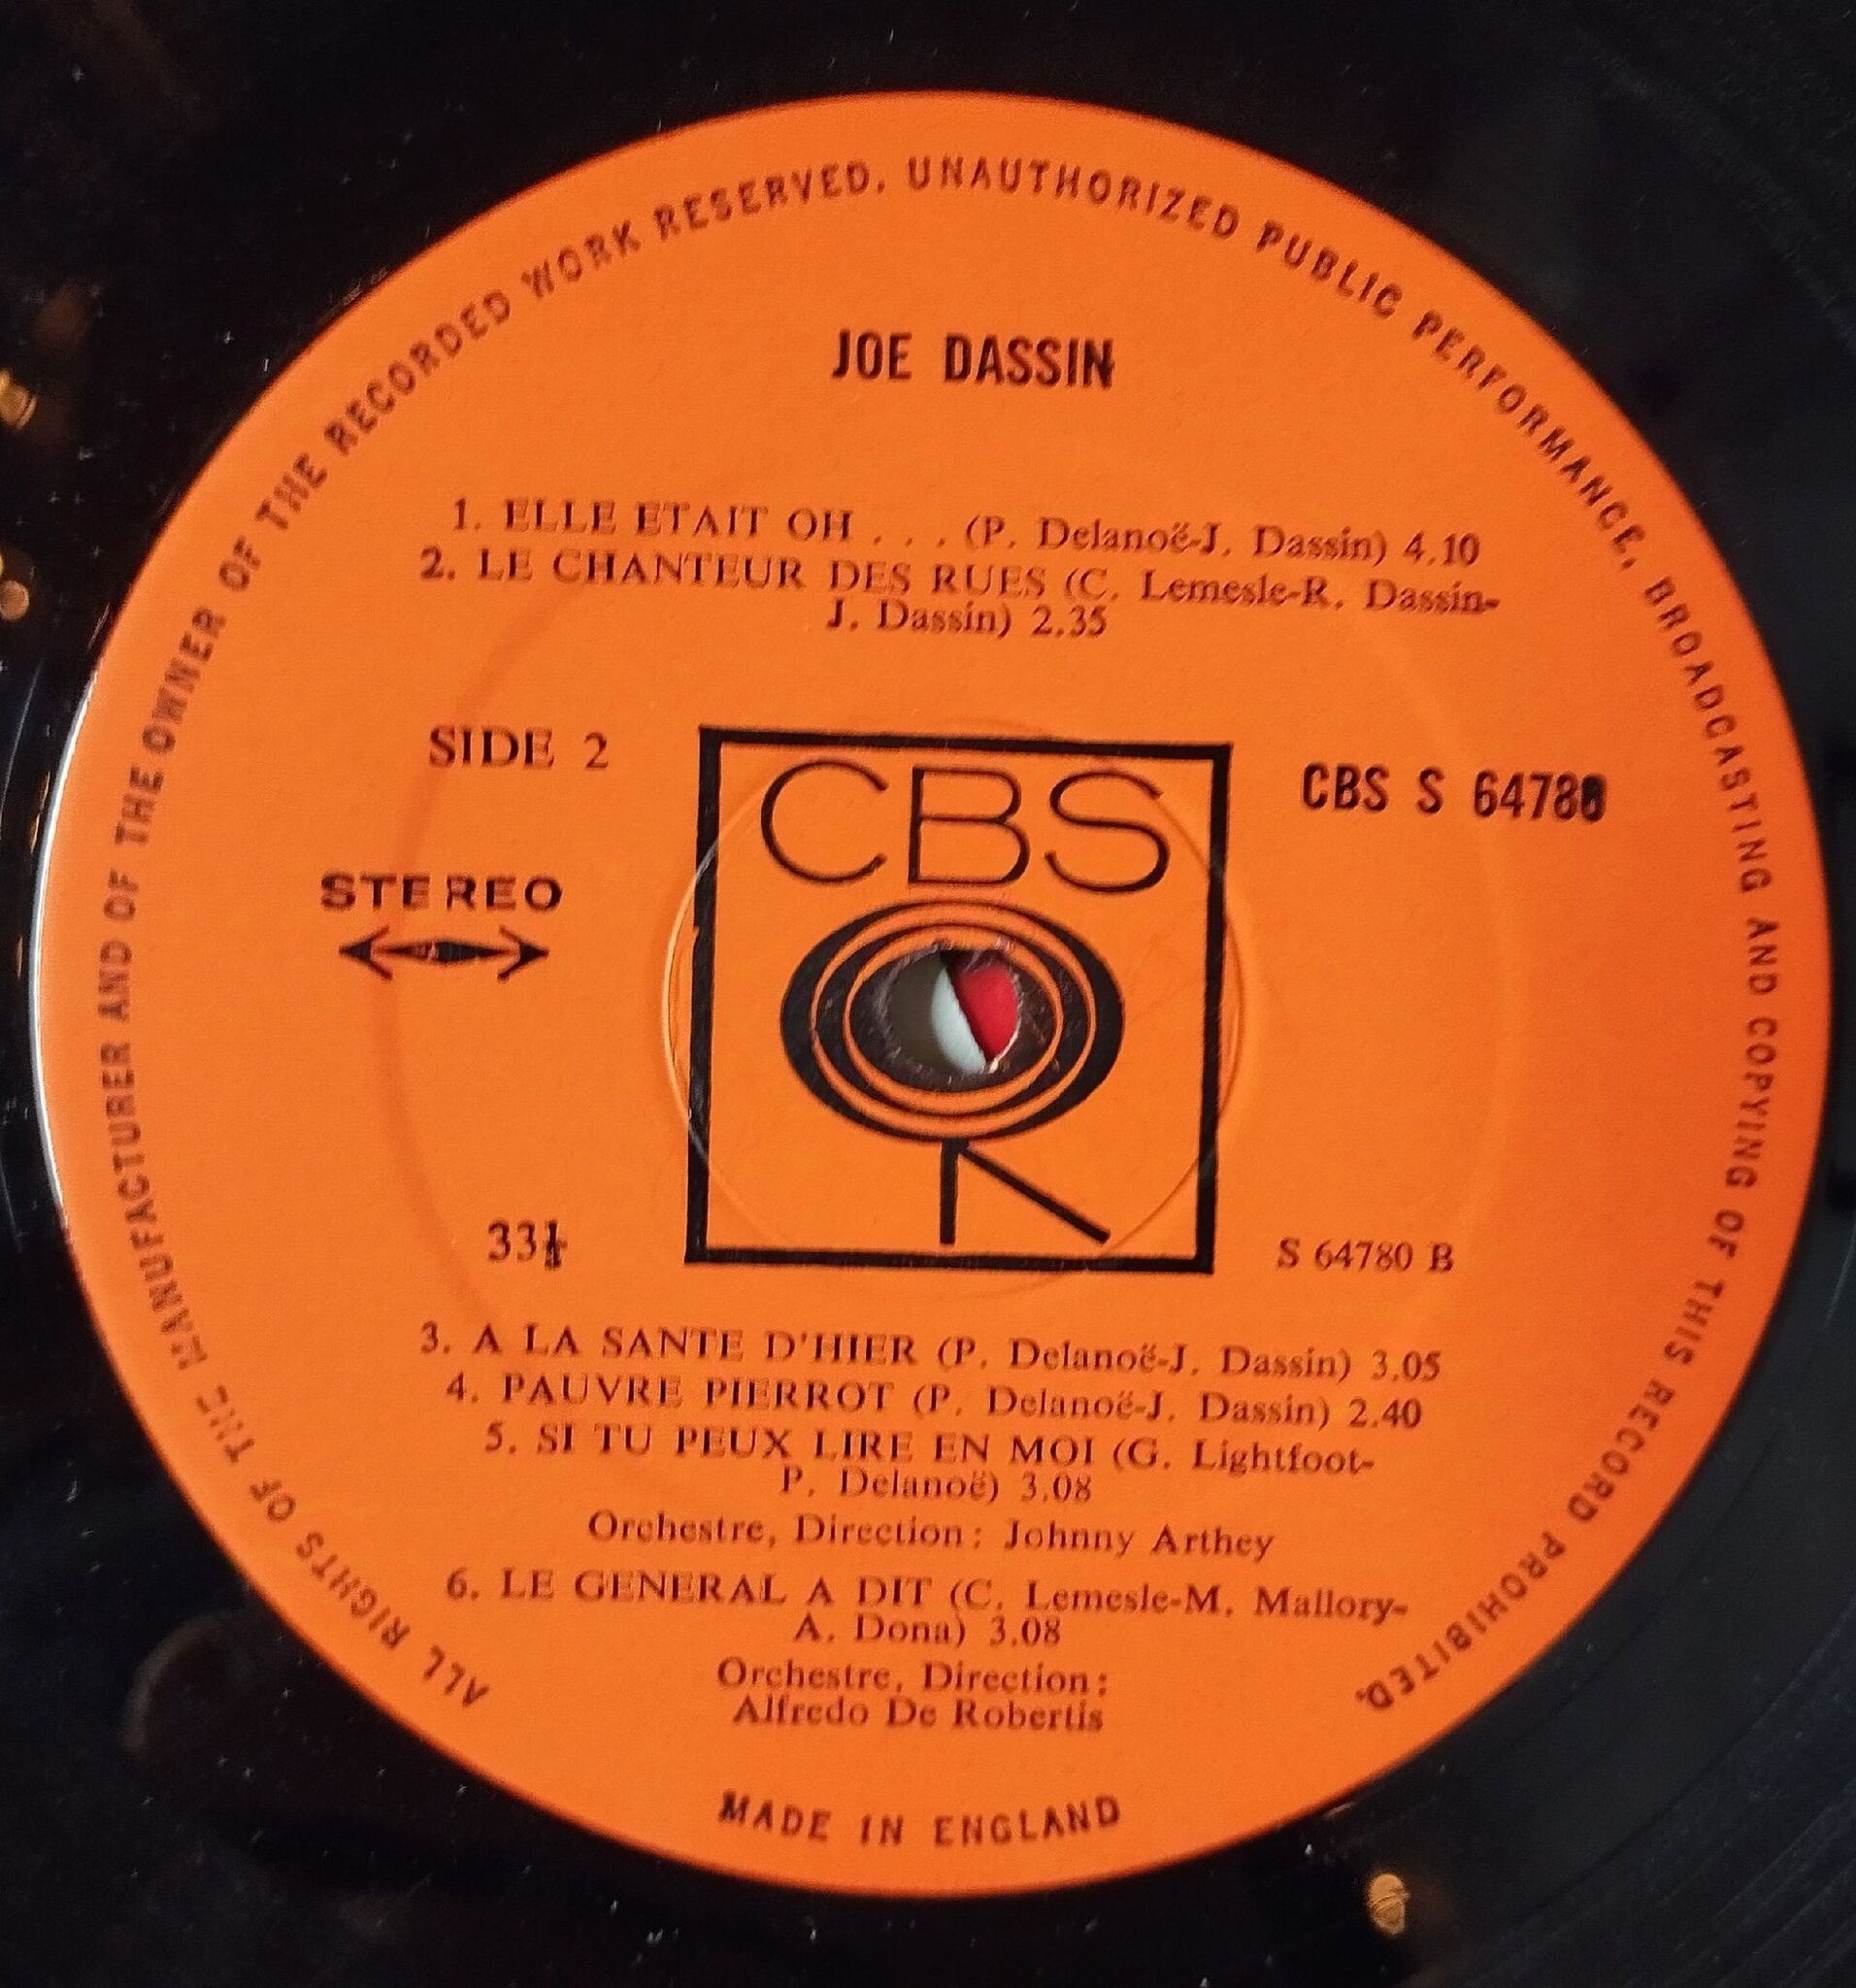 ALL RIGHTS OF THE MANUFACTURER AND OF THE OWNER OF THE RECORDED WORK RESERVED. UNAUTHORIZED PUBLIC PERFORMANCE, BROADCASTING AND COPYING OF THIS RECORD PROHIBITED.
JOE DASSIN
1. ELLE ETAIT OH . . . (P. Delanoë-J. Dassin) 4.10
2. LE CHANTEUR DES RUES (C. Lemesle-R. Dassin-
J. Dassin) 2.35
SIDE 2
CBS
CBS S 64780
STEREO
33⅓
S 64780 B
3. A LA SANTE D'HIER (P. Delanoë-J. Dassin) 3.05
4. PAUVRE PIERROT (P. Delanoë-J. Dassin) 2.40
5. SI TU PEUX LIRE EN MOI (G. Lightfoot-
P. Delanoë) 3.08
Orchestre, Direction: Johnny Arthey
6. LE GENERAL A DIT (C. Lemesle-M. Mallory-
A. Dona) 3.08
Orchestre, Direction:
Alfredo De Robertis
MADE IN ENGLAND